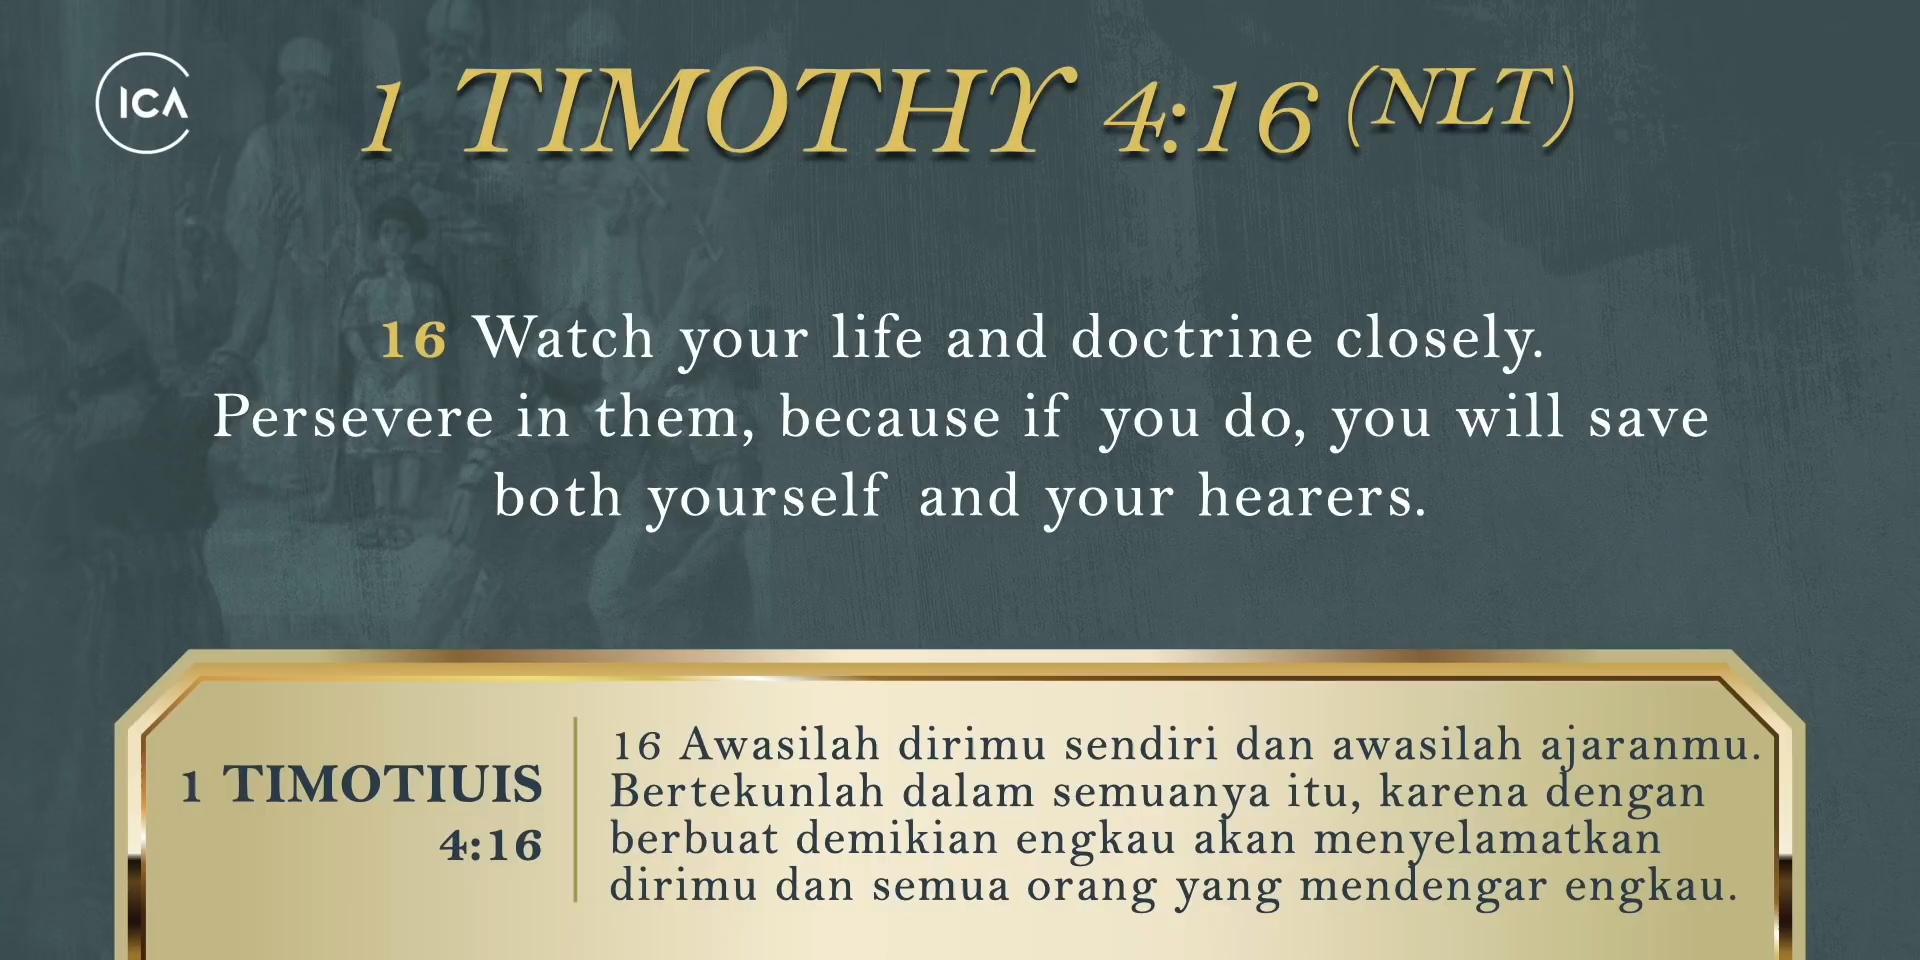 ICA
1 TIMOTHY 4:16 (NLT)
16 Watch your life and doctrine closely.
Persevere in them, because if you do, you will save
both yourself and your hearers.
1 TIMOTIUIS
4:16
16 Awasilah dirimu sendiri dan awasilah ajaranmu.
Bertekunlah dalam semuanya itu, karena dengan
berbuat demikian engkau akan menyelamatkan
dirimu dan semua orang yang mendengar engkau.